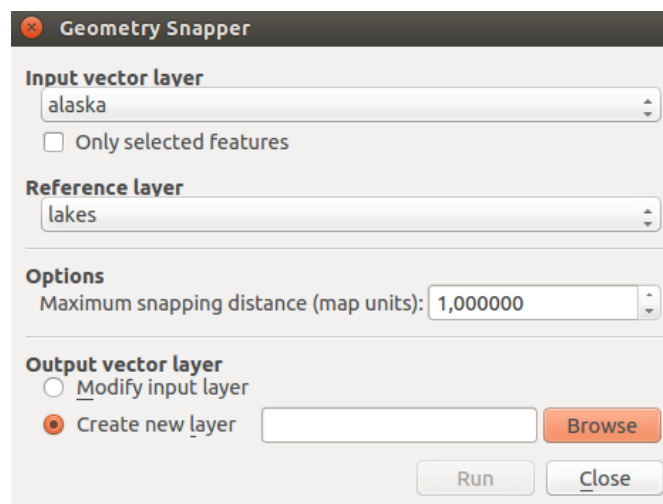 Geometry Snapper
Input vector layer
alaska
Only selected features
Reference layer
lakes
Options
Maximum snapping distance (map units): 1,000000
Output vector layer
Modify input layer
Create new layer Browse
Run Close